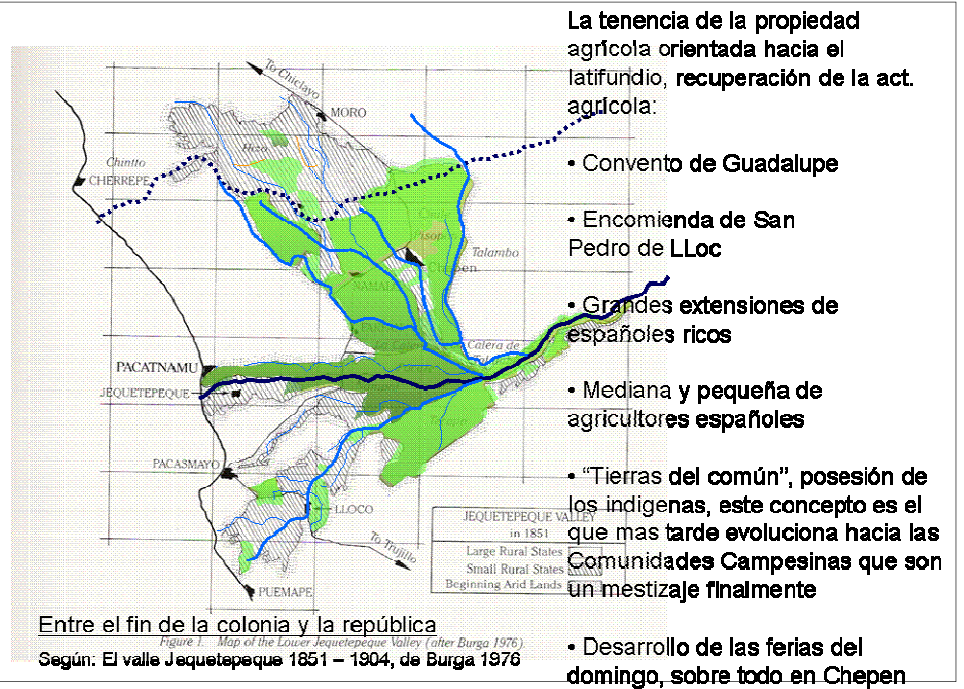 La tenencia de la propiedad
agrícola orientada hacia el
latifundio, recuperación de la act.
agrícola:
• Convento de Guadalupe
• Encomienda de San
Pedro de LLoc
• Grandes extensiones de
españoles ricos
• Mediana y pequeña de
agricultores españoles
• “Tierras del común”, posesión de
los indigenas, este concepto es el
que mas tarde evoluciona hacia las
Comunidades Campesinas que son
un mestizaje finalmente
• Desarrollo de las ferias del
domingo, sobre todo en Chepen
To Chiclayo
MORO
Chintto
CHERREPE
Talambo
Calera de
PACATNAMU
JEQUETEPEQUE
PACASMAYO
LLOCO
To Trujillo
PUEMAPE
JEQUETEPEQUE VALLEY
in 1851
Large Rural States
Small Rural States
Beginning Arid Lands
Entre el fin de la colonia y la república
Figure 1. Map of the Lower Jequetepeque Valley (after Burga 1976).
Según: El valle Jequetepeque 1851 – 1904, de Burga 1976